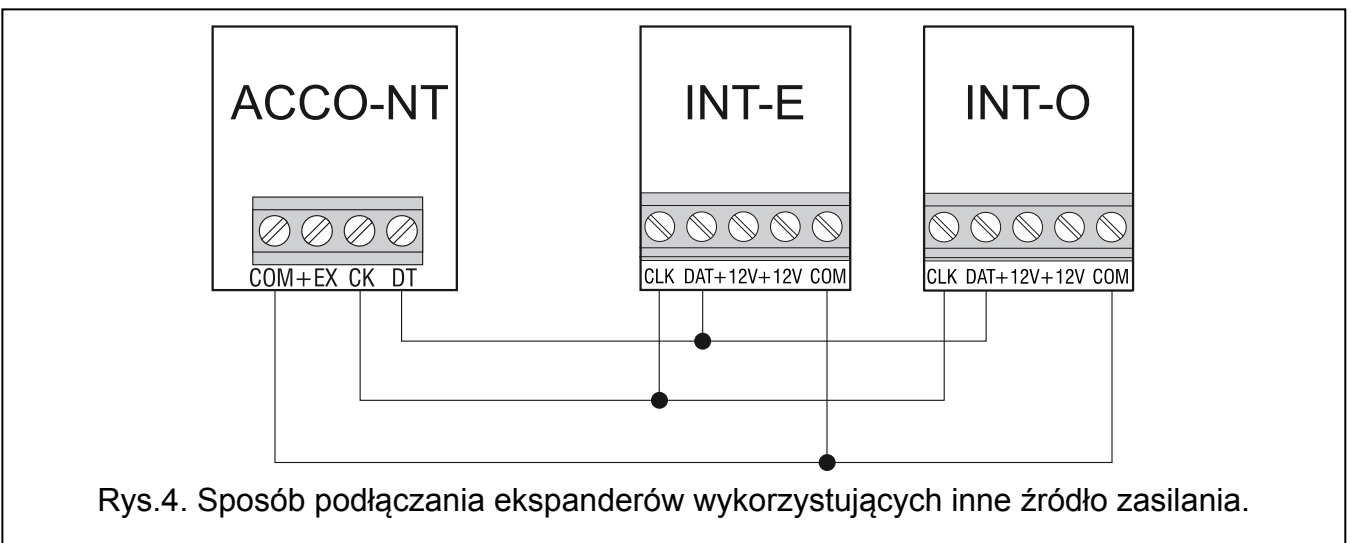 ACCO-NT INT-E INT-O
COM +EX CK DT
CLK DAT +12V +12V COM
CLK DAT +12V +12V COM
Rys.4. Sposób podłączania ekspanderów wykorzystujących inne źródło zasilania.